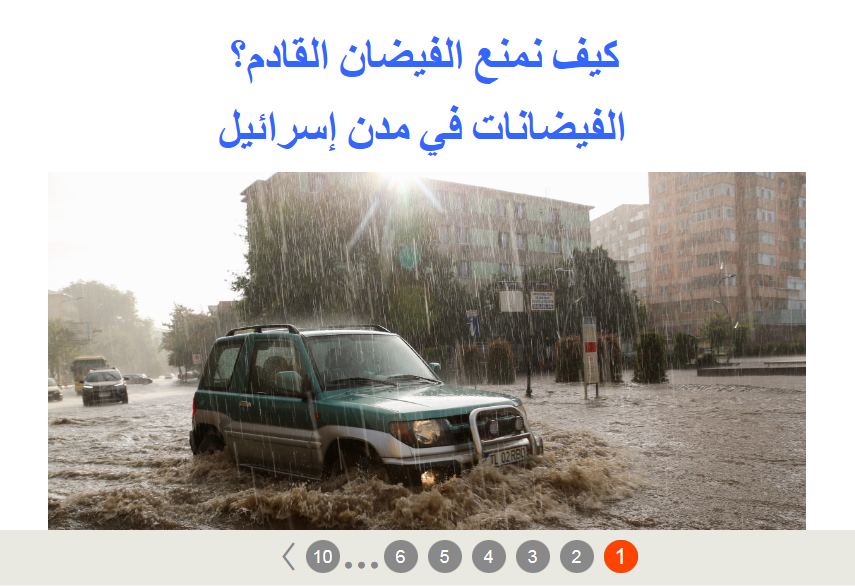 كيف نمنع الفيضان القادم؟
الفيضانات في مدن إسرائيل
1 2 3 4 5 6 ... 10